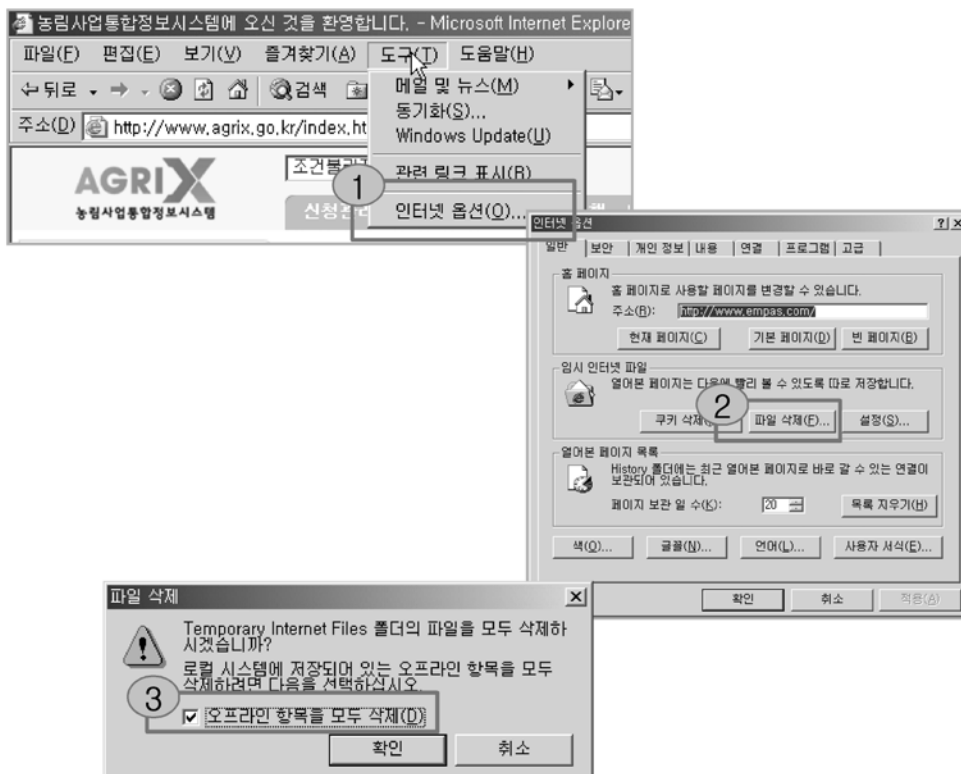 농림사업통합정보시스템에 오신 것을 환영합니다. - Microsoft Internet Explore
파일(F) 편집(E) 보기(V) 즐겨찾기(A) 도구(T) 도움말(H)
뒤로 검색
메일 및 뉴스(M)
동기화(S)...
Windows Update(U)
관련 링크 표시(R)
인터넷 옵션(O)...
주소(D) http://www.agrix.go.kr/index.ht
AGRIX
농림사업통합정보시스템
1
인터넷 옵션
일반 보안 개인 정보 내용 연결 프로그램 고급
홈 페이지
홈 페이지로 사용할 페이지를 변경할 수 있습니다.
주소(R): http://www.empas.com/
현재 페이지(C) 기본 페이지(D) 빈 페이지(B)
임시 인터넷 파일
열어본 페이지는 다음에 빨리 볼 수 있도록 따로 저장합니다.
2
쿠키 삭제 파일 삭제(F)... 설정(S)...
열어본 페이지 목록
History 폴더에는 최근 열어본 페이지로 바로 갈 수 있는 연결이
보관되어 있습니다.
페이지 보관 일 수(K): 20 목록 지우기(H)
색(O)... 글꼴(N)... 언어(L)... 사용자 서식(E)...
확인 취소 적용(A)
파일 삭제
Temporary Internet Files 폴더의 파일을 모두 삭제하
시겠습니까?
로컬 시스템에 저장되어 있는 오프라인 항목을 모두
삭제하려면 다음을 선택하십시오.
3
오프라인 항목을 모두 삭제(D)
확인 취소